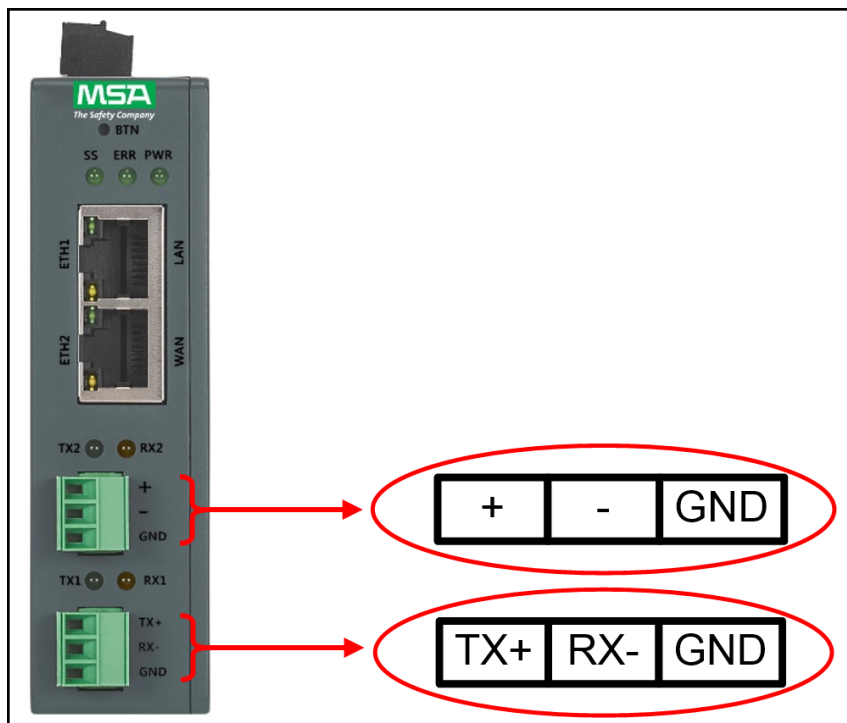 MSA
The Safety Company
BTN
SS ERR PWR
ETH1 LAN
ETH2 WAN
TX2 RX2
+
-
GND
+ - GND
TX1 RX1
TX+
RX-
GND
TX+ RX- GND